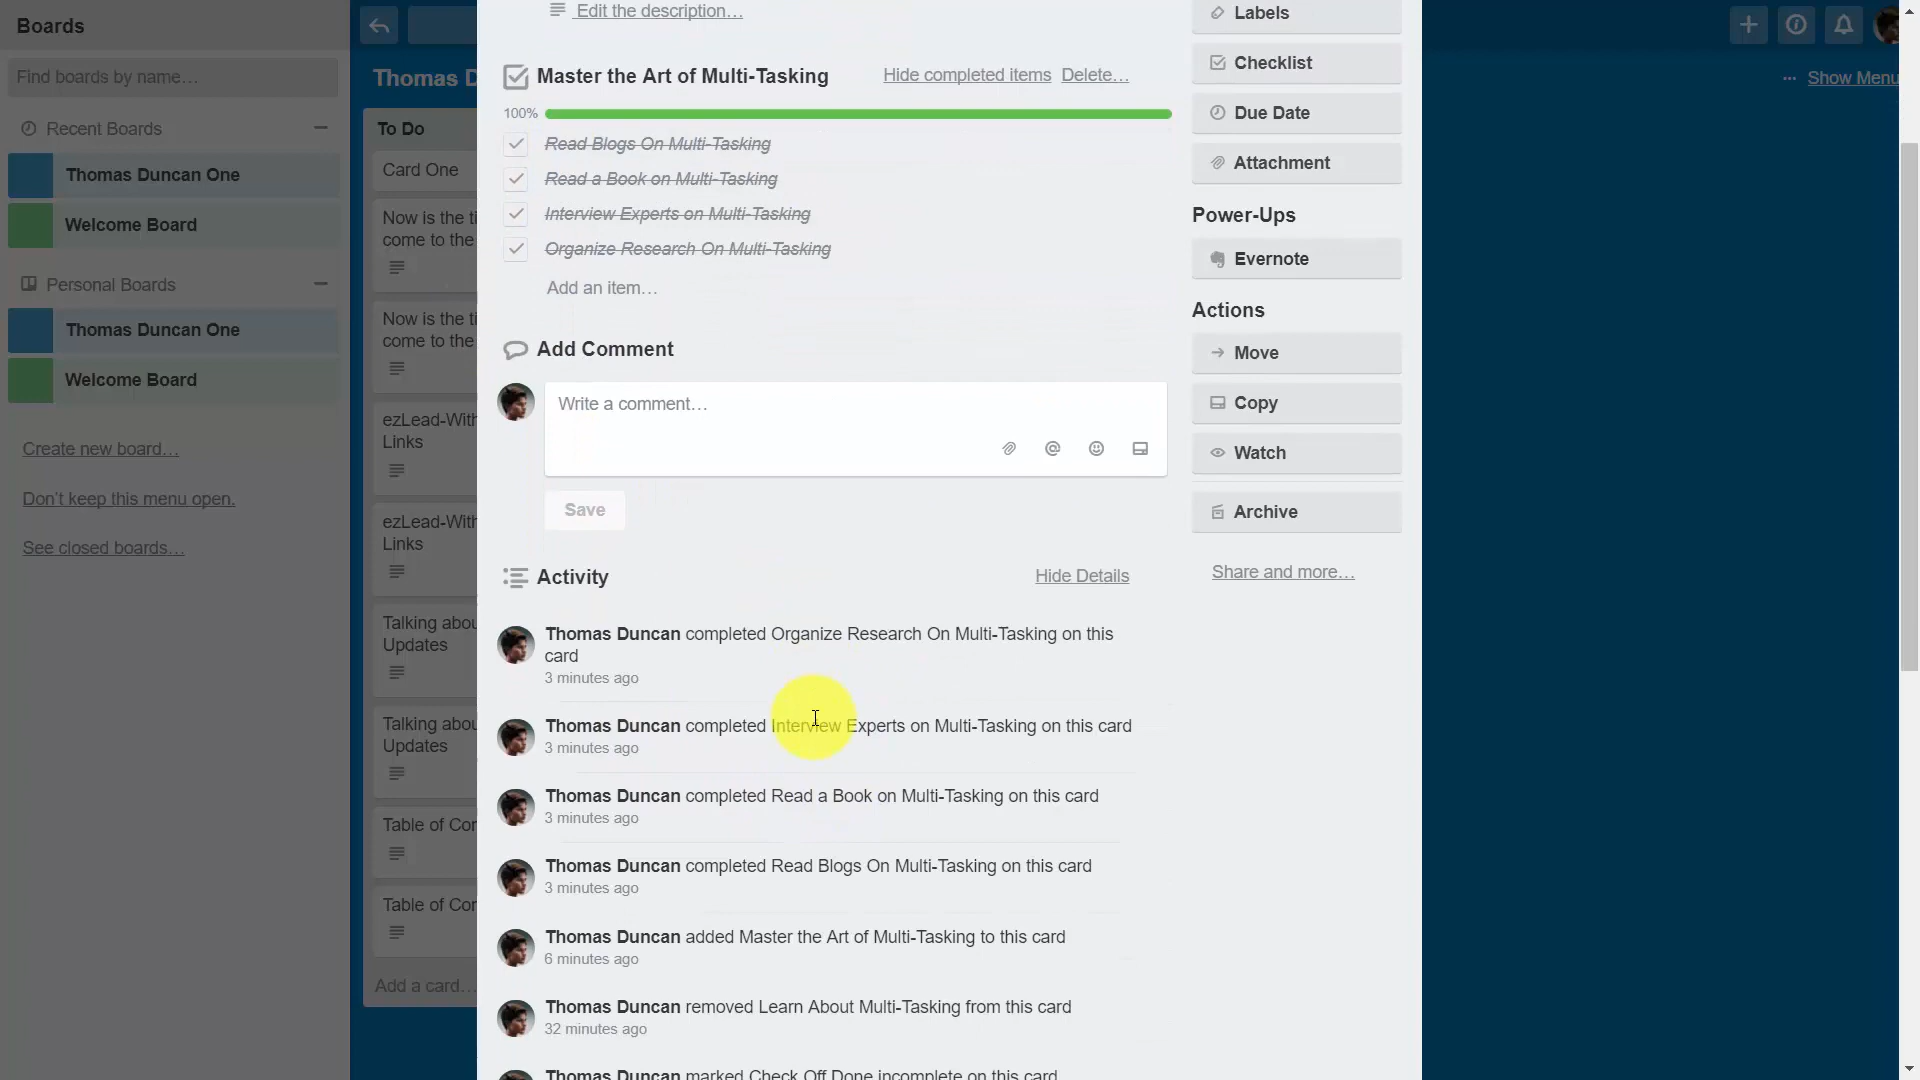 Boards
Find boards by name…
Recent Boards
Thomas Duncan One
Welcome Board
Personal Boards
Thomas Duncan One
Welcome Board
Create new board…
Don't keep this menu open.
See closed boards…
Thomas D
Show Menu
To Do
Card One
Now is the ti
come to the
Now is the ti
come to the
ezLead-With
Links
ezLead-With
Links
Talking abou
Updates
Talking abou
Updates
Table of Con
Table of Con
Add a card…
Edit the description…
Master the Art of Multi-Tasking
Hide completed items Delete…
100%
Read Blogs On Multi-Tasking
Read a Book on Multi-Tasking
Interview Experts on Multi-Tasking
Organize Research On Multi-Tasking
Add an item…
Add Comment
Write a comment…
@
Save
Activity
Hide Details
Thomas Duncan completed Organize Research On Multi-Tasking on this
card
3 minutes ago
Thomas Duncan completed Interview Experts on Multi-Tasking on this card
3 minutes ago
Thomas Duncan completed Read a Book on Multi-Tasking on this card
3 minutes ago
Thomas Duncan completed Read Blogs On Multi-Tasking on this card
3 minutes ago
Thomas Duncan added Master the Art of Multi-Tasking to this card
6 minutes ago
Thomas Duncan removed Learn About Multi-Tasking from this card
32 minutes ago
Thomas Duncan marked Check Off Done incomplete on this card
Labels
Checklist
Due Date
Attachment
Power-Ups
Evernote
Actions
Move
Copy
Watch
Archive
Share and more…